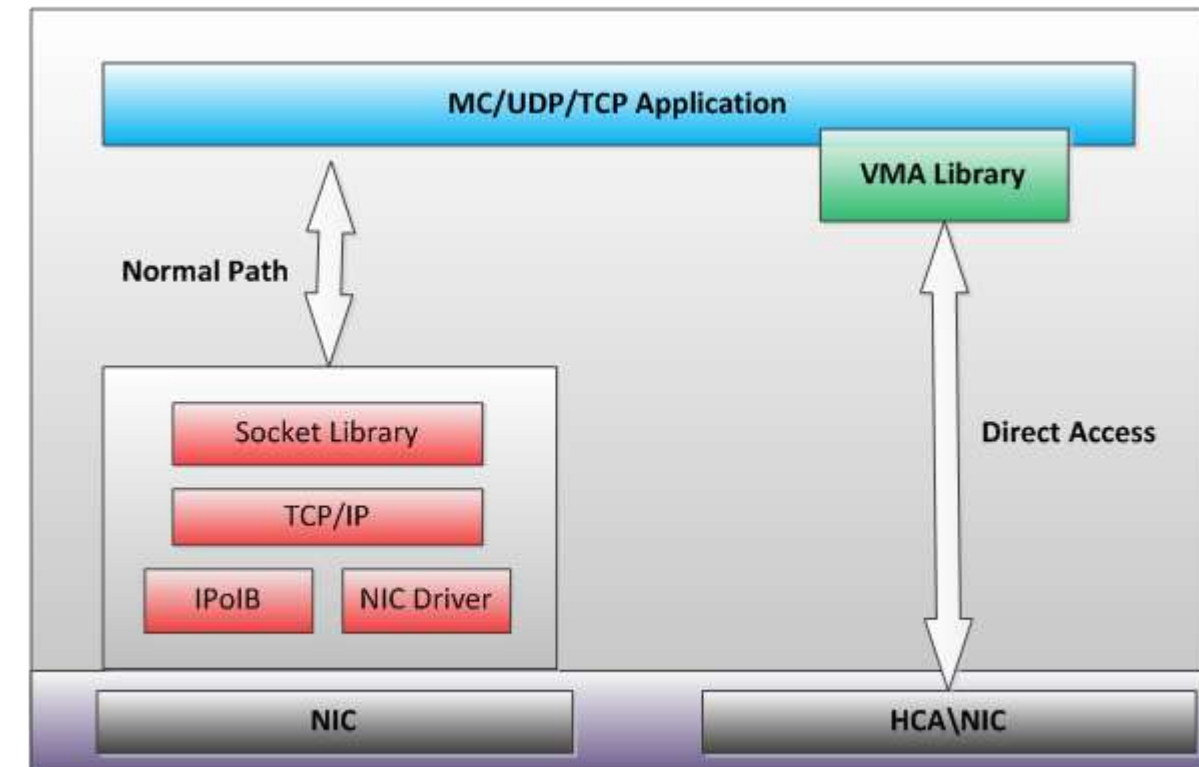 MC/UDP/TCP Application
VMA Library
Normal Path
Direct Access
Socket Library
TCP/IP
IPoIB
NIC Driver
NIC
HCA\NIC